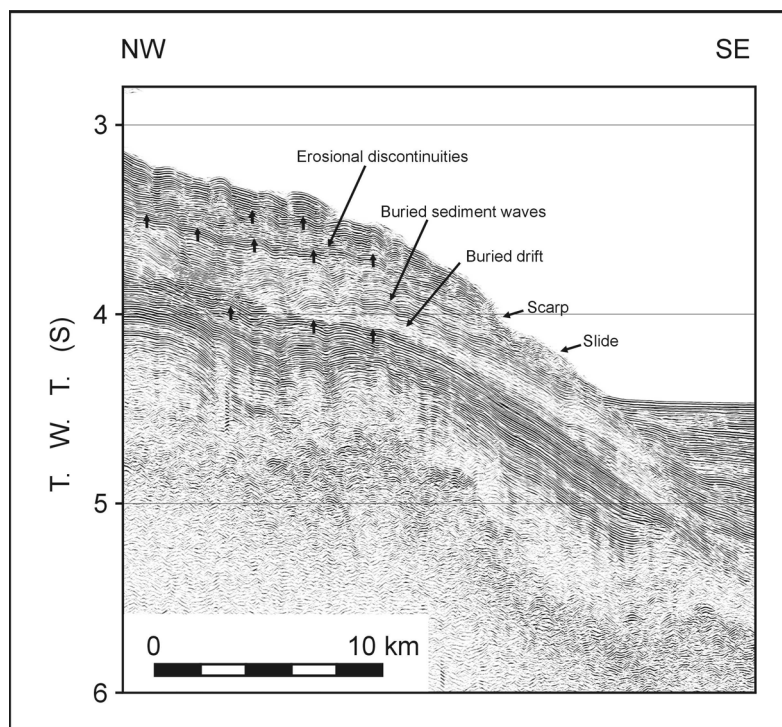 NW
SE
3
Erosional discontinuities
Buried sediment waves
Buried drift
4
Scarp
Slide
T. W. T. (S)
5
0
10 km
6